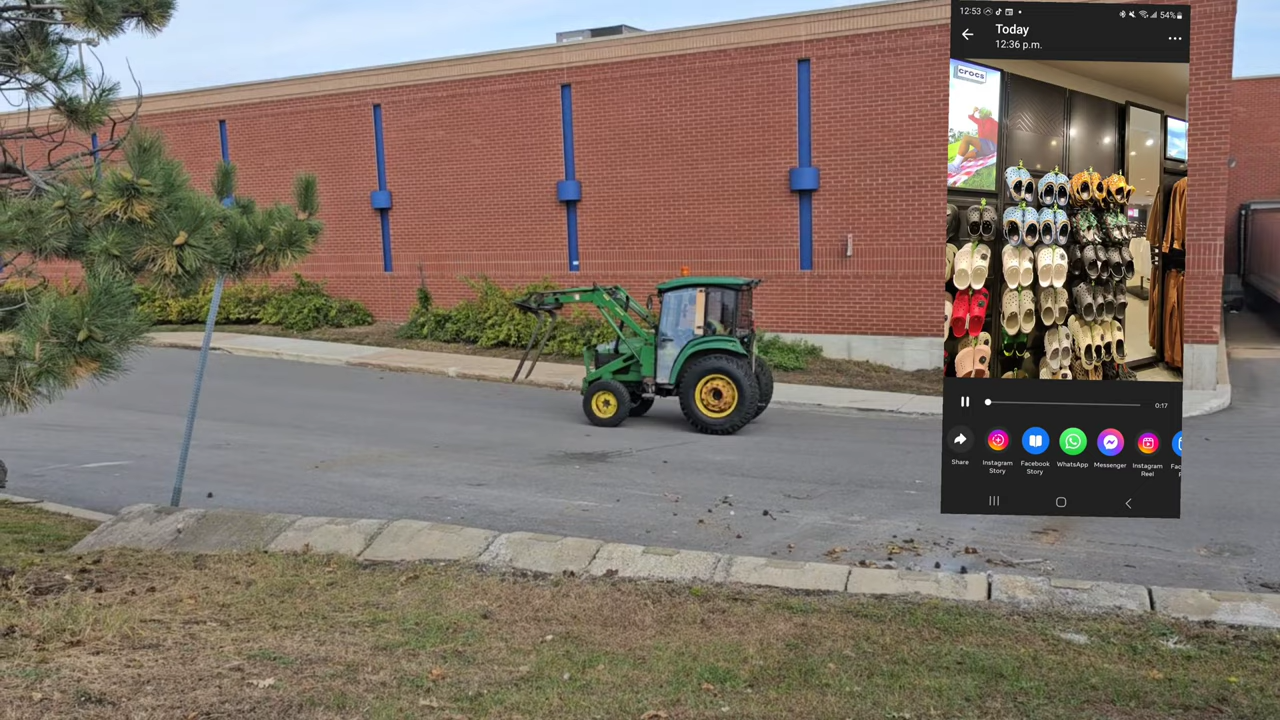 12:53
54%
Today
12:36 p.m.
crocs
0:17
Share
Instagram Story
Facebook Story
WhatsApp
Messenger
Instagram Reel